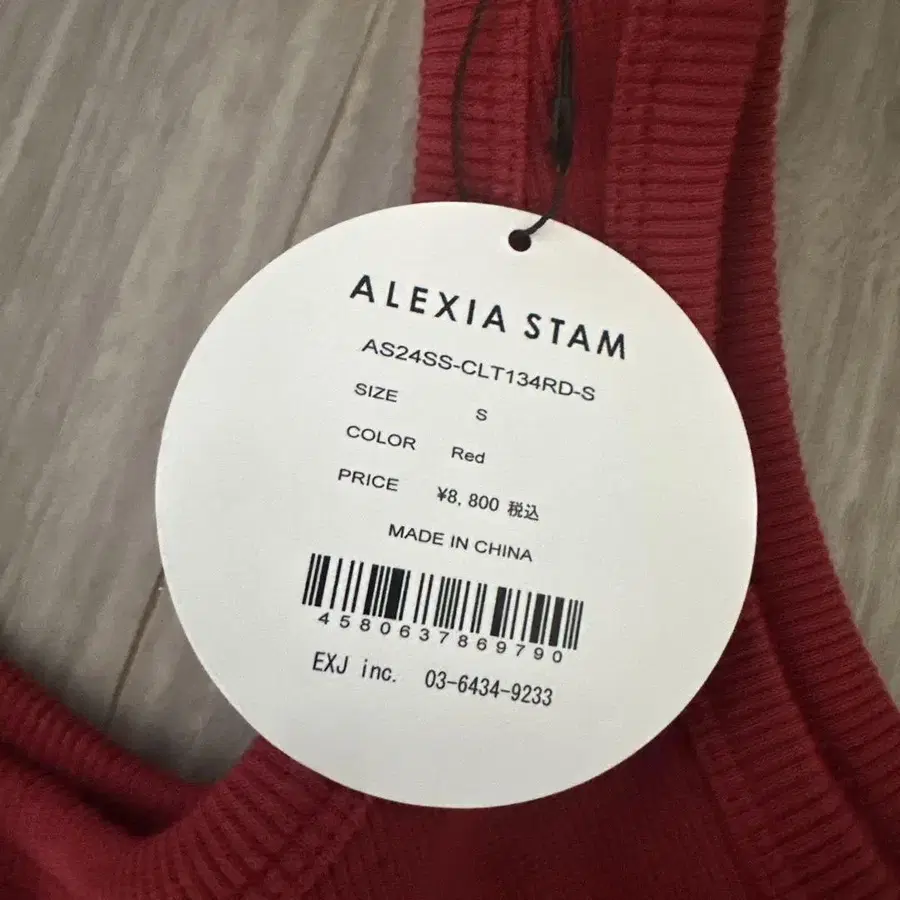 ALEXIA STAM
AS24SS-CLT134RD-S
SIZE S
COLOR Red
PRICE ¥8,800 税込
MADE IN CHINA
4580637869790
EXJ inc. 03-6434-9233